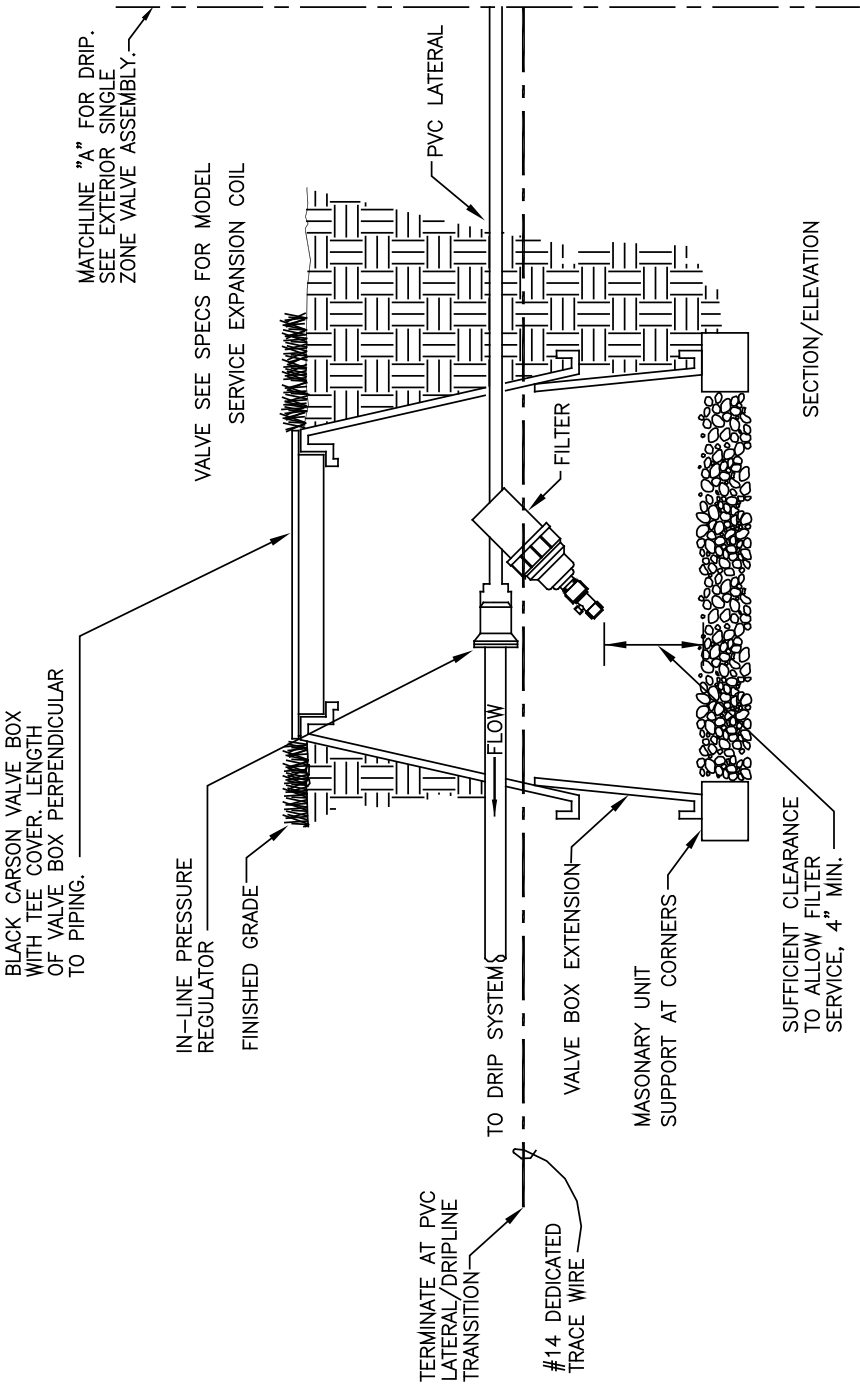 BLACK CARSON VALVE BOX
WITH TEE COVER. LENGTH
OF VALVE BOX PERPENDICULAR
TO PIPING.
MATCHLINE "A" FOR DRIP.
SEE EXTERIOR SINGLE
ZONE VALVE ASSEMBLY.
IN-LINE PRESSURE
REGULATOR
VALVE SEE SPECS FOR MODEL
SERVICE EXPANSION COIL
FINISHED GRADE
PVC LATERAL
TERMINATE AT PVC
LATERAL/DRIPLINE
TRANSITION
TO DRIP SYSTEM
FLOW
FILTER
#14 DEDICATED
TRACE WIRE
VALVE BOX EXTENSION
MASONARY UNIT
SUPPORT AT CORNERS
SUFFICIENT CLEARANCE
TO ALLOW FILTER
SERVICE, 4" MIN.
SECTION/ELEVATION